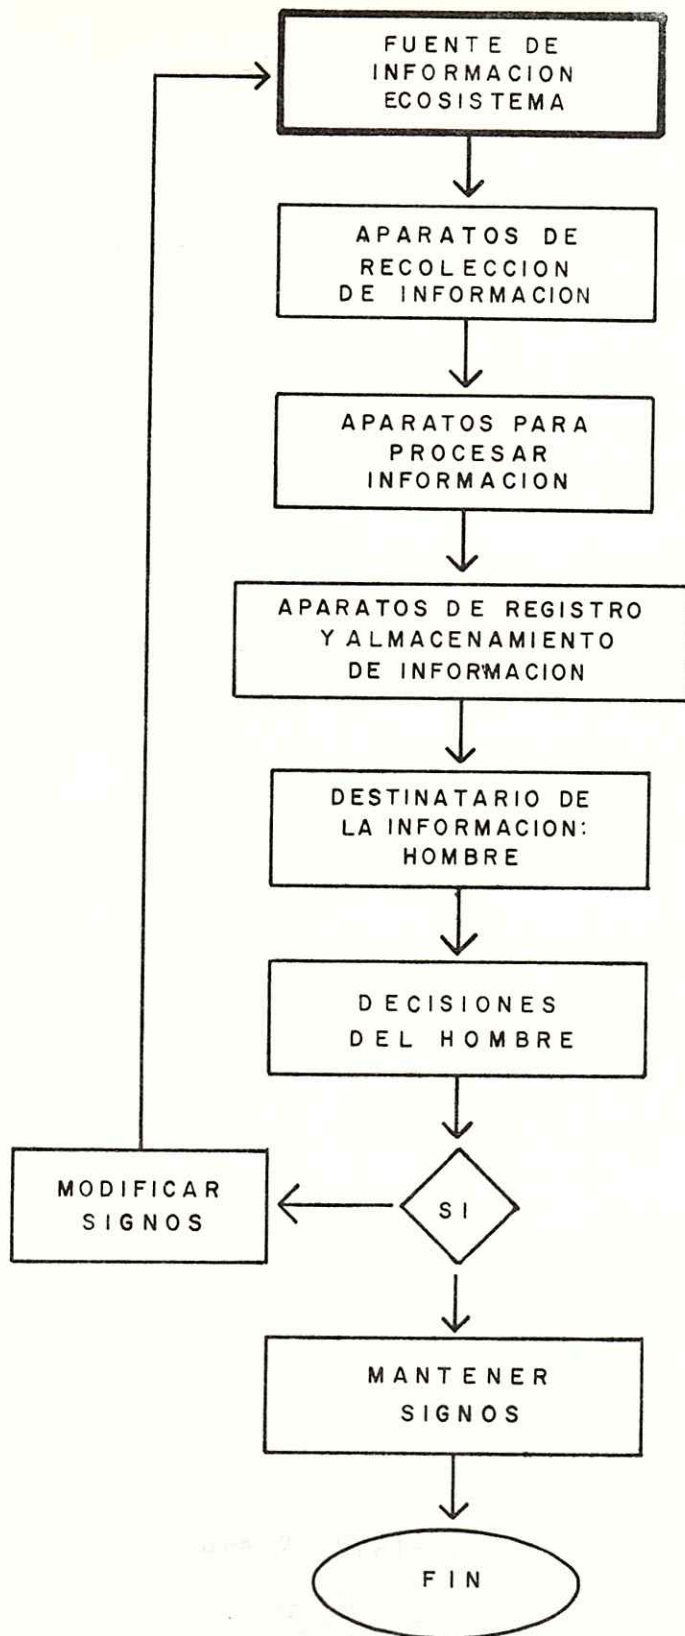 FUENTE DE
INFORMACION
ECOSISTEMA
APARATOS DE
RECOLECCION
DE INFORMACION
APARATOS PARA
PROCESAR
INFORMACION
APARATOS DE REGISTRO
Y ALMACENAMIENTO
DE INFORMACION
DESTINATARIO DE
LA INFORMACION:
HOMBRE
DECISIONES
DEL HOMBRE
SI
MODIFICAR
SIGNOS
MANTENER
SIGNOS
FIN